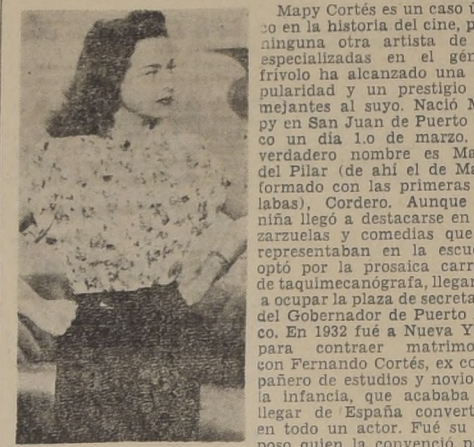 Mapy Cortés es un caso ú
co en la historia del cine, p
ninguna otra artista de
especializadas en el gén
frívolo ha alcanzado una
pularidad y un prestigio
mejantes al suyo. Nació M
py en San Juan de Puerto
co un día 1.o de marzo.
verdadero nombre es Ma
del Pilar (de ahí el de Ma
formado con las primeras
labas), Cordero. Aunque
niña llegó a destacarse en
zarzuelas y comedias que
representaban en la escue
optó por la prosaica carr
de taquimecanógrafa, llegan
a ocupar la plaza de secreta
del Gobernador de Puerto
co. En 1932 fué a Nueva Y
para contraer matrimo
con Fernando Cortés, ex co
pañero de estudios y novio
la infancia, que acababa
llegar de España convert
en todo un actor. Fué su
poso quien la convenció p